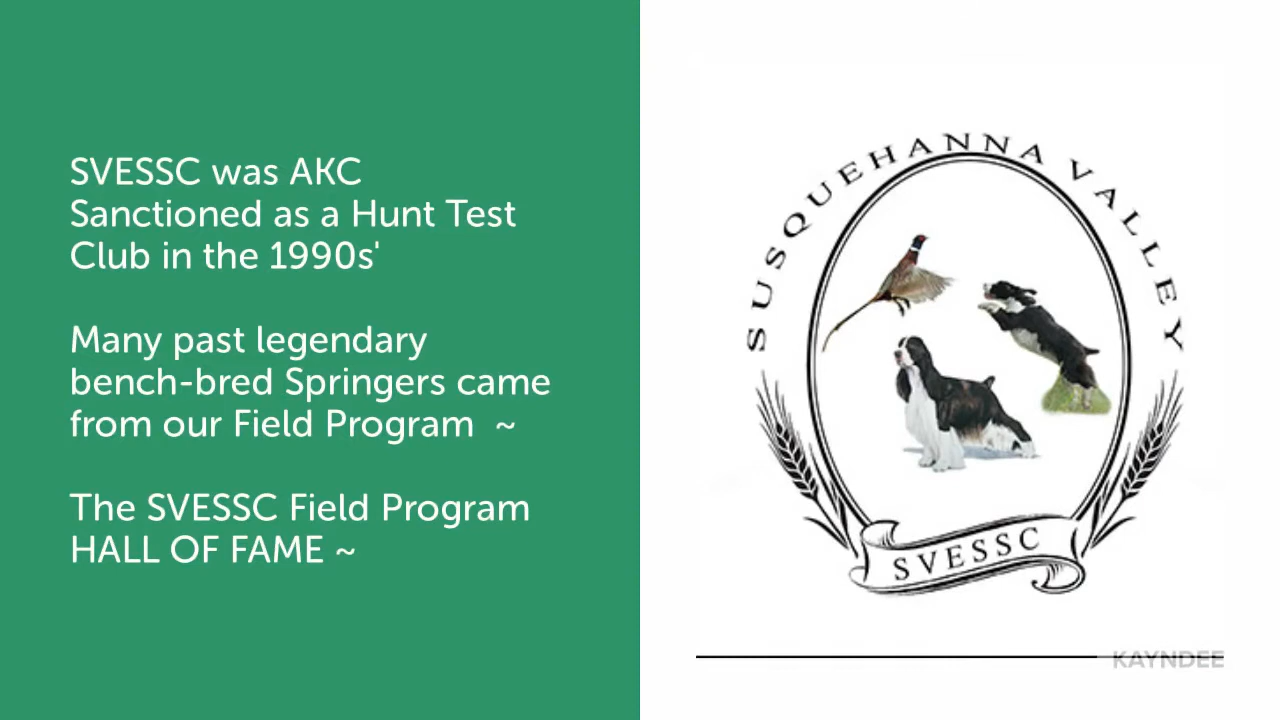 SVESSC was AKC
Sanctioned as a Hunt Test
Club in the 1990s'
Many past legendary
bench-bred Springers came
from our Field Program ~
The SVESSC Field Program
HALL OF FAME ~
SUSQUEHANNA VALLEY
SVESSC
KAYNDEE